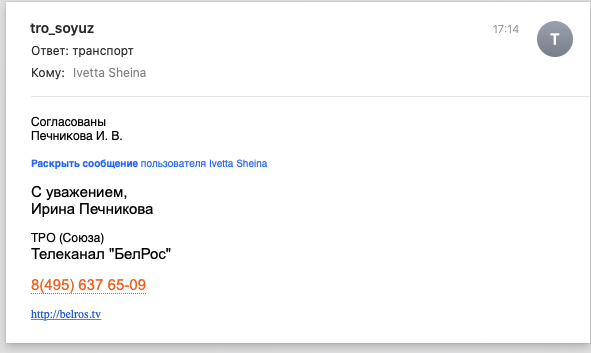 tro_soyuz
17:14
T
Ответ: транспорт
Кому: Ivetta Sheina
Согласованы
Печникова И. В.
Раскрыть сообщение пользователя Ivetta Sheina
С уважением,
Ирина Печникова
ТРО (Союза)
Телеканал "БелРос"
8(495) 637 65-09
http://belros.tv